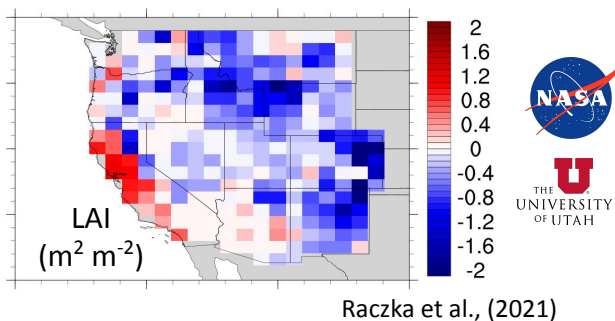 LAI
(m² m⁻²)
2
1.6
1.2
0.8
0.4
0
-0.4
-0.8
-1.2
-1.6
-2
NASA
U
THE
UNIVERSITY
OF UTAH
Raczka et al., (2021)